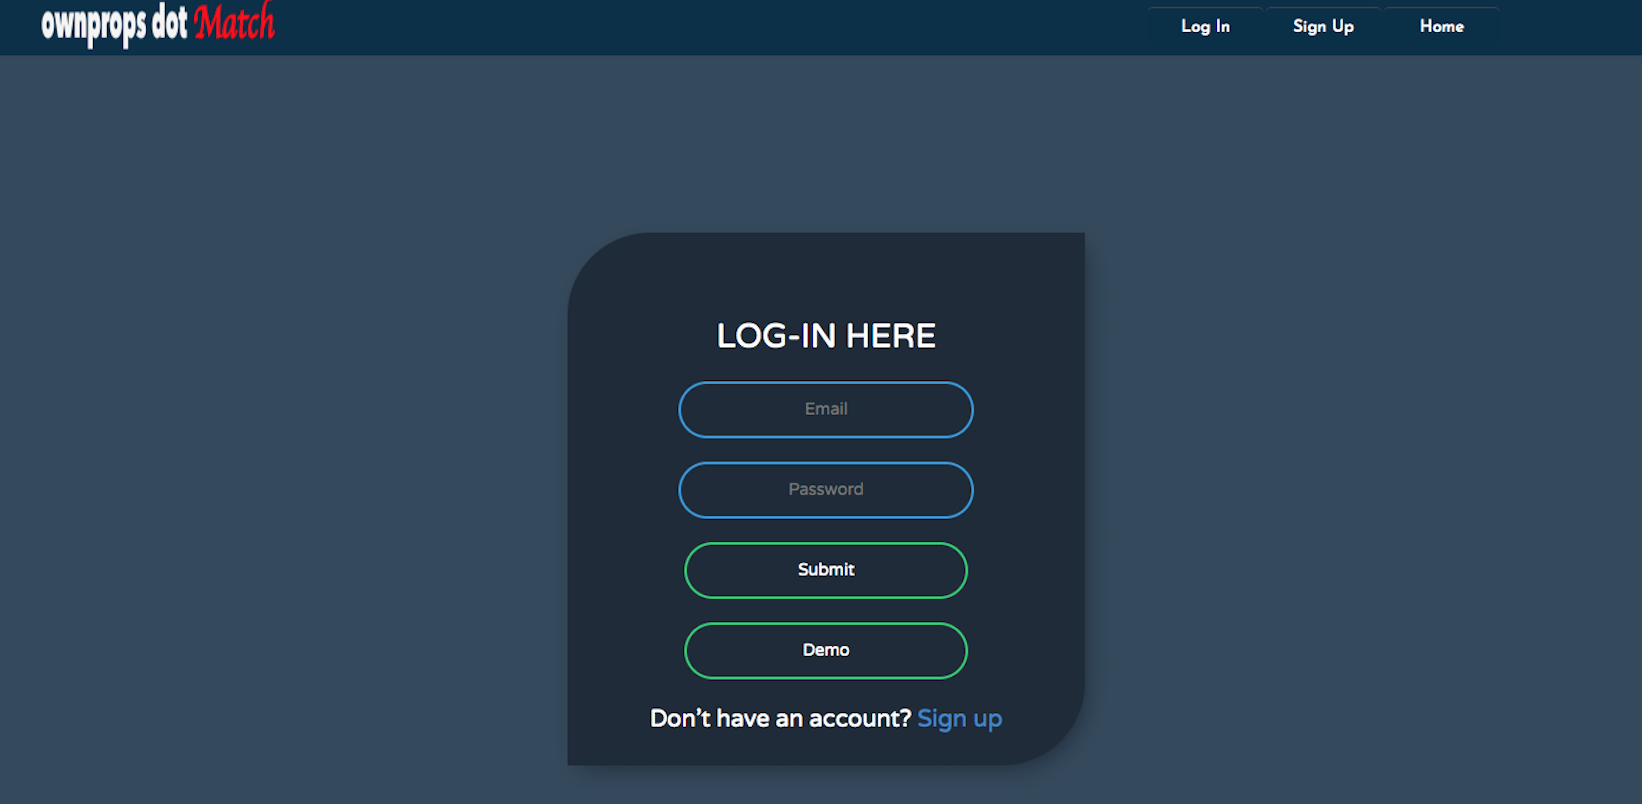 ownprops dot Match
Log In Sign Up Home
LOG-IN HERE
Email
Password
Submit
Demo
Don't have an account? Sign up